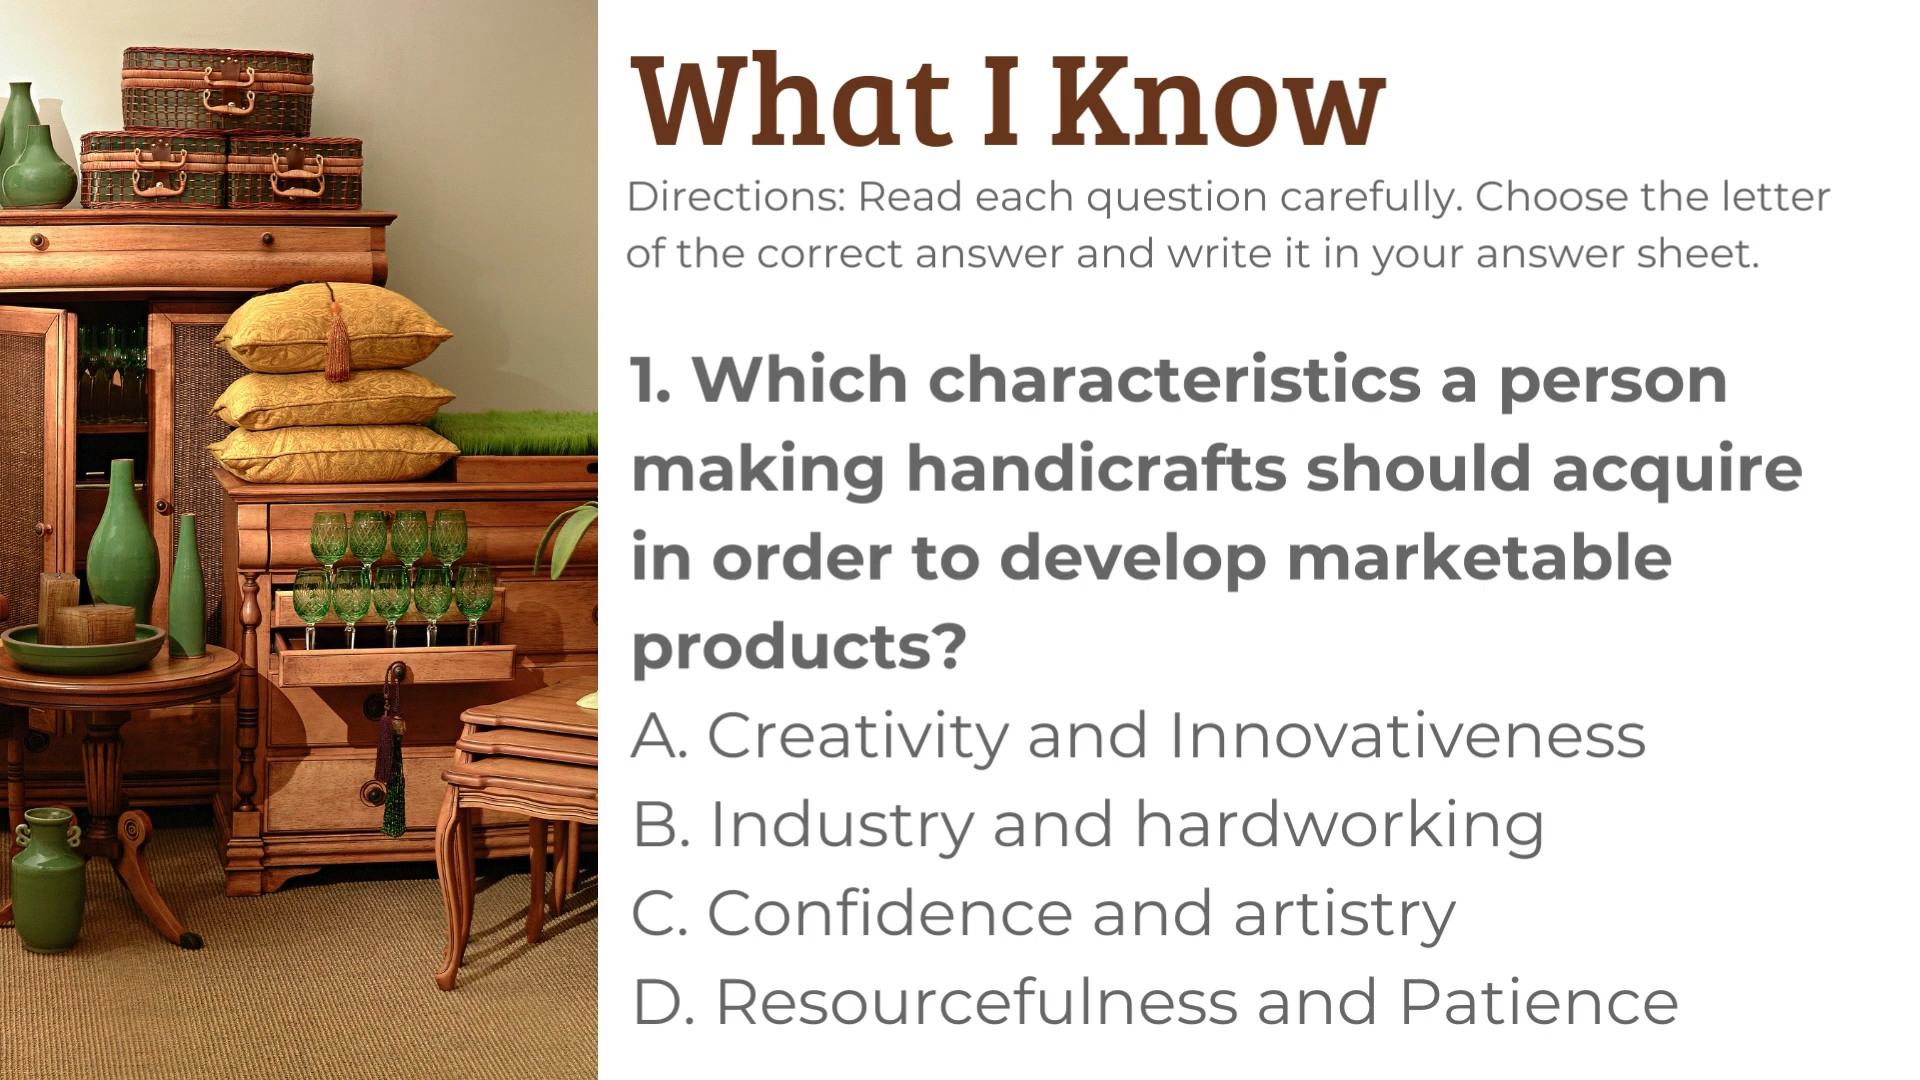 What I Know
Directions: Read each question carefully. Choose the letter
of the correct answer and write it in your answer sheet.
1. Which characteristics a person
making handicrafts should acquire
in order to develop marketable
products?
A. Creativity and Innovativeness
B. Industry and hardworking
C. Confidence and artistry
D. Resourcefulness and Patience